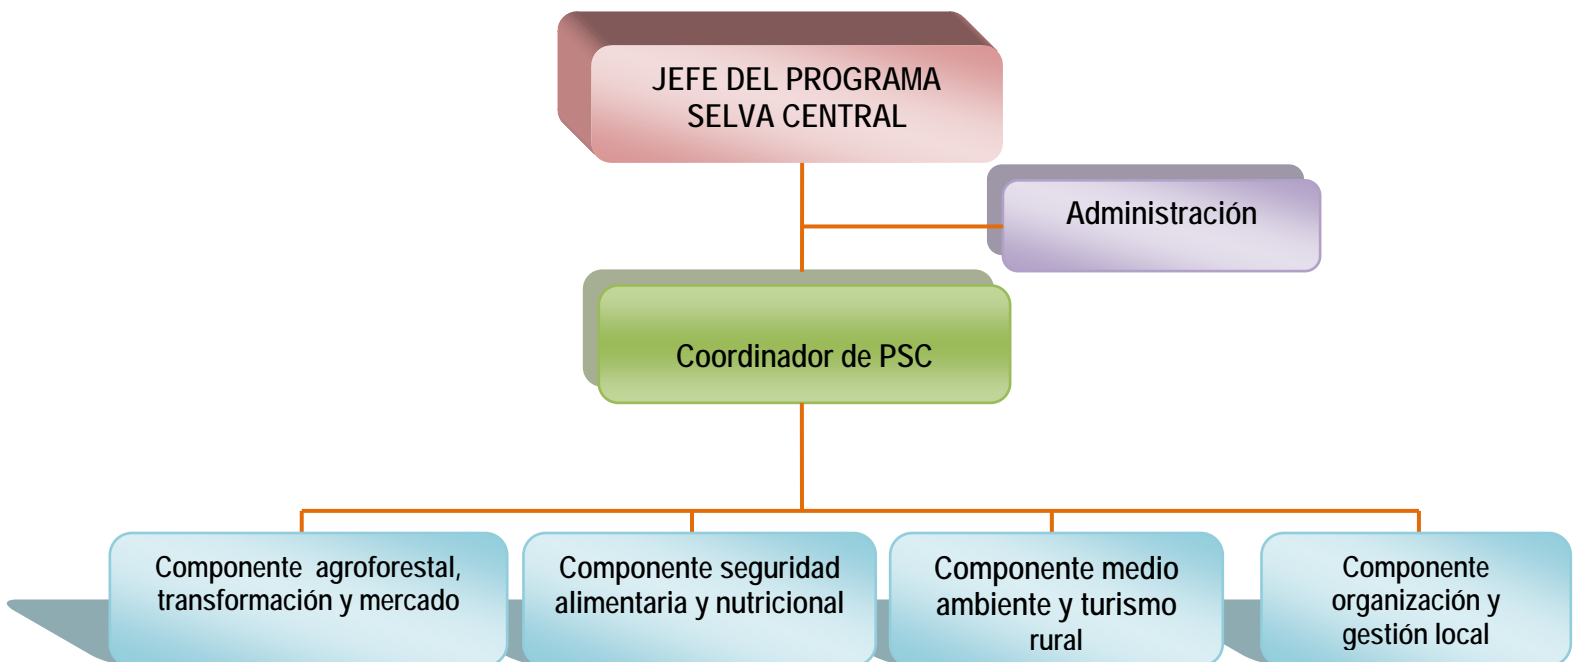 JEFE DEL PROGRAMA
SELVA CENTRAL
Administración
Coordinador de PSC
Componente agroforestal,
transformación y mercado
Componente seguridad
alimentaria y nutricional
Componente medio
ambiente y turismo
rural
Componente
organización y
gestión local